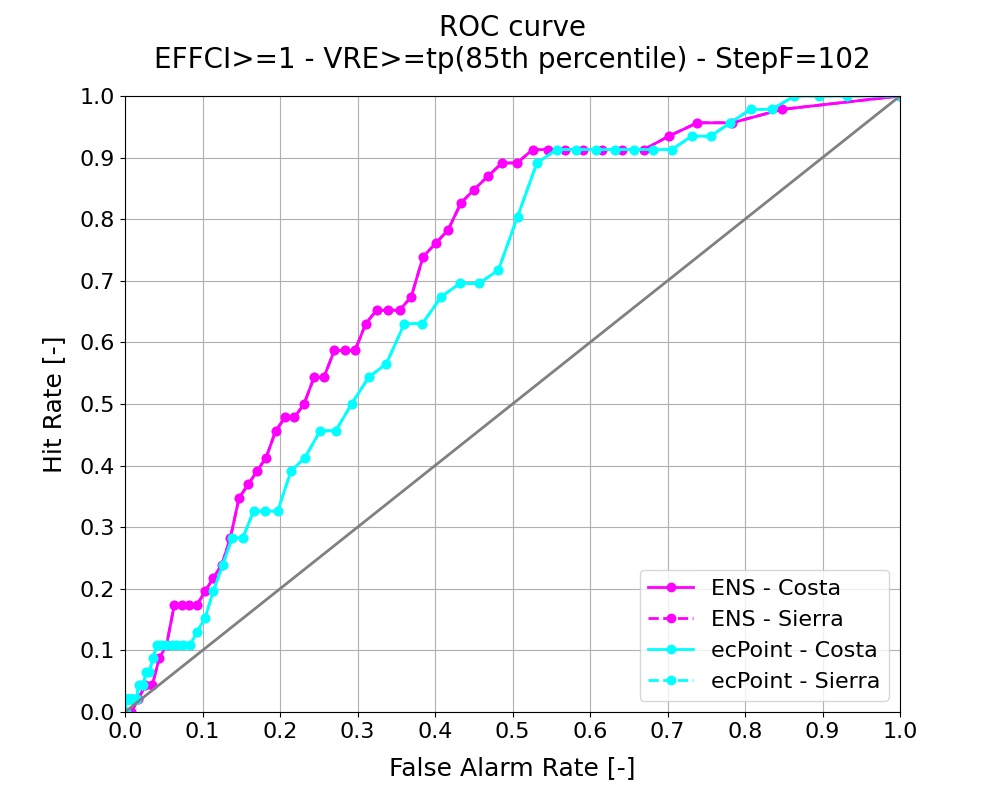 ROC curve
EFFCI>=1 - VRE>=tp(85th percentile) - StepF=102
1.0
0.9
0.8
0.7
0.6
0.5
0.4
0.3
0.2
0.1
0.0
Hit Rate [-]
ENS - Costa
ENS - Sierra
ecPoint - Costa
ecPoint - Sierra
0.0 0.1 0.2 0.3 0.4 0.5 0.6 0.7 0.8 0.9 1.0
False Alarm Rate [-]